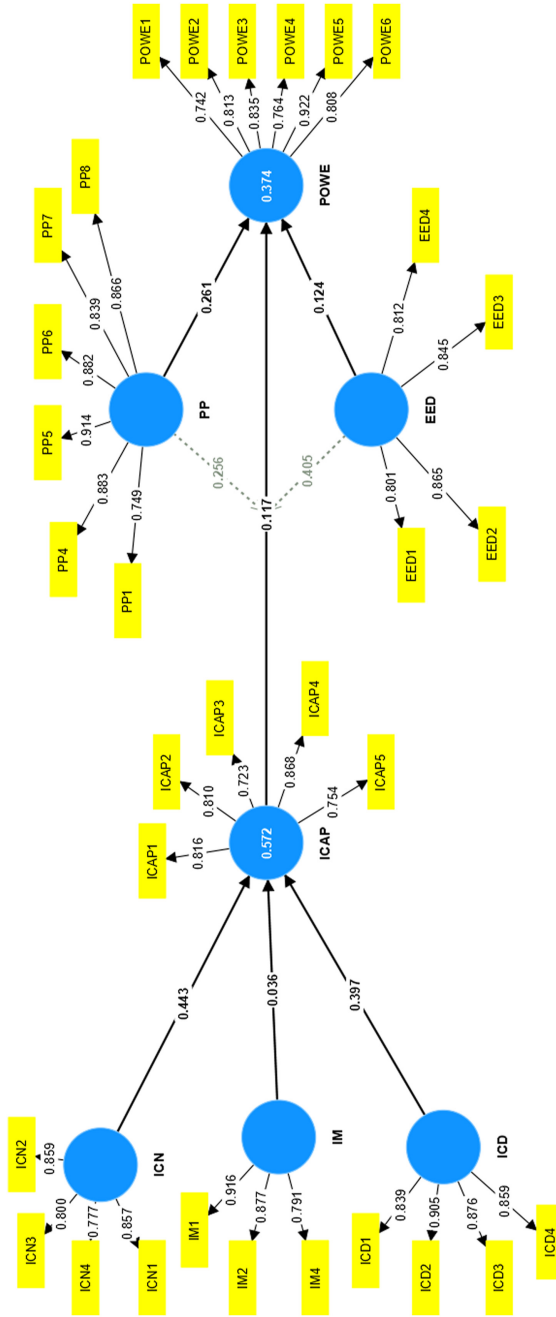 ICN2
ICN3
ICN4
ICN1
0.859
0.800
0.777
0.857
ICN
IM1
IM2
IM4
0.916
0.877
0.791
IM
ICD1
ICD2
ICD3
ICD4
0.839
0.905
0.876
0.859
ICD
0.443
0.036
0.397
ICAP1
ICAP2
ICAP3
ICAP4
ICAP5
0.816
0.810
0.723
0.868
0.754
0.572
ICAP
0.117
PP1
PP4
PP5
PP6
PP7
PP8
0.749
0.883
0.914
0.882
0.839
0.866
PP
0.256
0.405
0.261
0.124
EED1
EED2
EED3
EED4
0.801
0.865
0.845
0.812
EED
POWE1
POWE2
POWE3
POWE4
POWE5
POWE6
0.742
0.813
0.835
0.764
0.922
0.808
0.374
POWE